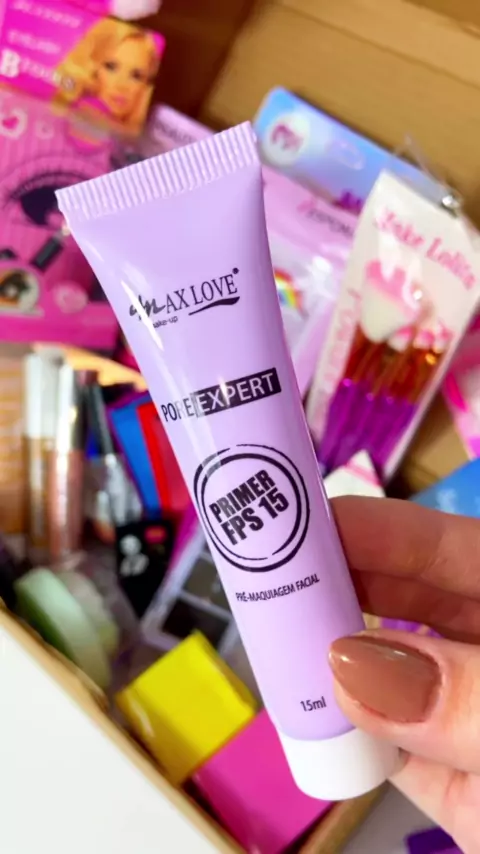 MAX LOVE®
make-up
PORE EXPERT
PRIMER
FPS 15
PRÉ-MAQUIAGEM FACIAL
15ml